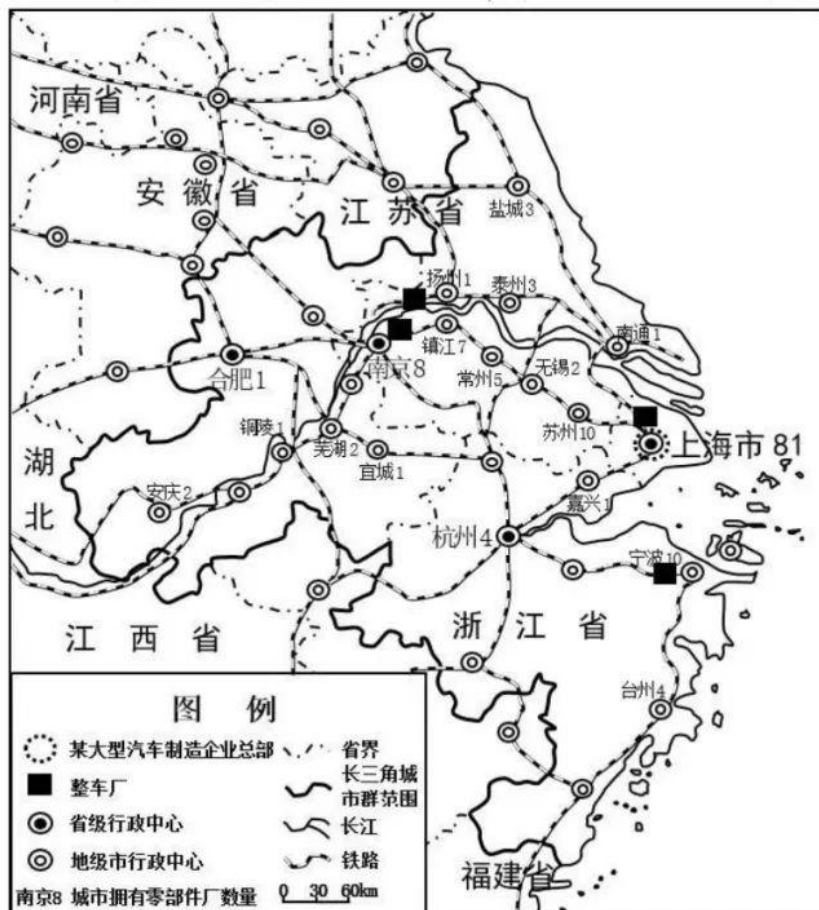 河南省
安徽省
江苏省
盐城3
扬州1
泰州3
南通1
合肥1
南京8
镇江7
常州5
无锡2
苏州10
上海市81
铜陵1
芜湖2
宜城1
湖北
安庆2
嘉兴1
杭州4
宁波10
江西省
浙江省
台州4
福建省
图例
某大型汽车制造企业总部
省界
整车厂
长三角城
市群范围
省级行政中心
长江
地级市行政中心
铁路
南京8 城市拥有零部件厂数量
0 30 60km